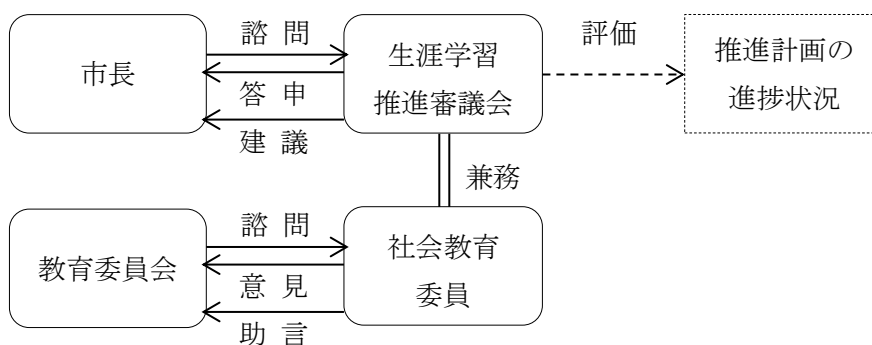 市長
諮問
答申
建議
生涯学習
推進審議会
評価
推進計画の
進捗状況
兼務
教育委員会
諮問
意見
助言
社会教育
委員